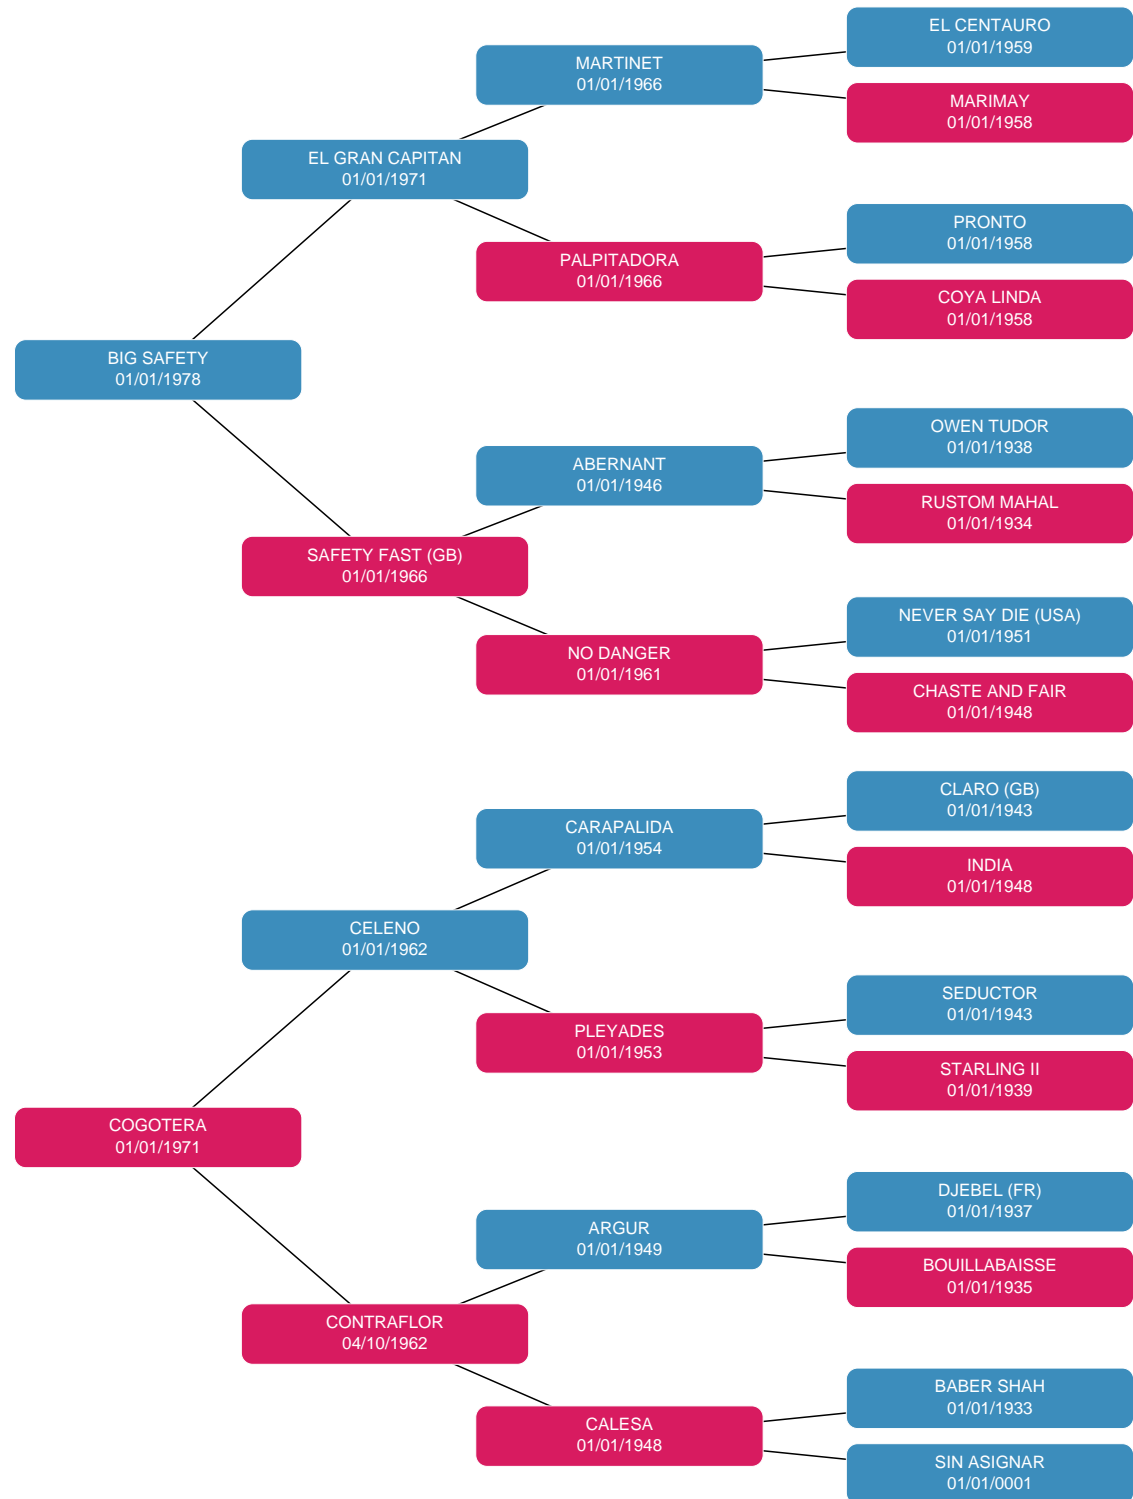 EL CENTAURO
01/01/1959
MARTINET
01/01/1966
MARIMAY
01/01/1958
EL GRAN CAPITAN
01/01/1971
PRONTO
01/01/1958
PALPITADORA
01/01/1966
COYA LINDA
01/01/1958
BIG SAFETY
01/01/1978
OWEN TUDOR
01/01/1938
ABERNANT
01/01/1946
RUSTOM MAHAL
01/01/1934
SAFETY FAST (GB)
01/01/1966
NEVER SAY DIE (USA)
01/01/1951
NO DANGER
01/01/1961
CHASTE AND FAIR
01/01/1948
CLARO (GB)
01/01/1943
CARAPALIDA
01/01/1954
INDIA
01/01/1948
CELENO
01/01/1962
SEDUCTOR
01/01/1943
PLEYADES
01/01/1953
STARLING II
01/01/1939
COGOTERA
01/01/1971
DJEBEL (FR)
01/01/1937
ARGUR
01/01/1949
BOUILLABAISSE
01/01/1935
CONTRAFLOR
04/10/1962
BABER SHAH
01/01/1933
CALESA
01/01/1948
SIN ASIGNAR
01/01/0001